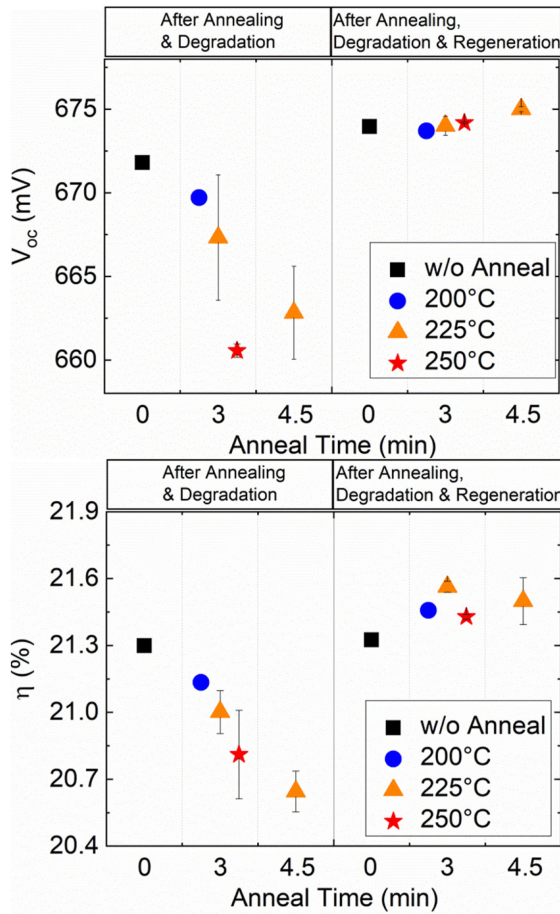 After Annealing
& Degradation
After Annealing,
Degradation & Regeneration
675
670
665
660
V_oc (mV)
w/o Anneal
200°C
225°C
250°C
0 3 4.5 0 3 4.5
Anneal Time (min)
After Annealing
& Degradation
After Annealing,
Degradation & Regeneration
21.9
21.6
21.3
21.0
20.7
20.4
η (%)
w/o Anneal
200°C
225°C
250°C
0 3 4.5 0 3 4.5
Anneal Time (min)